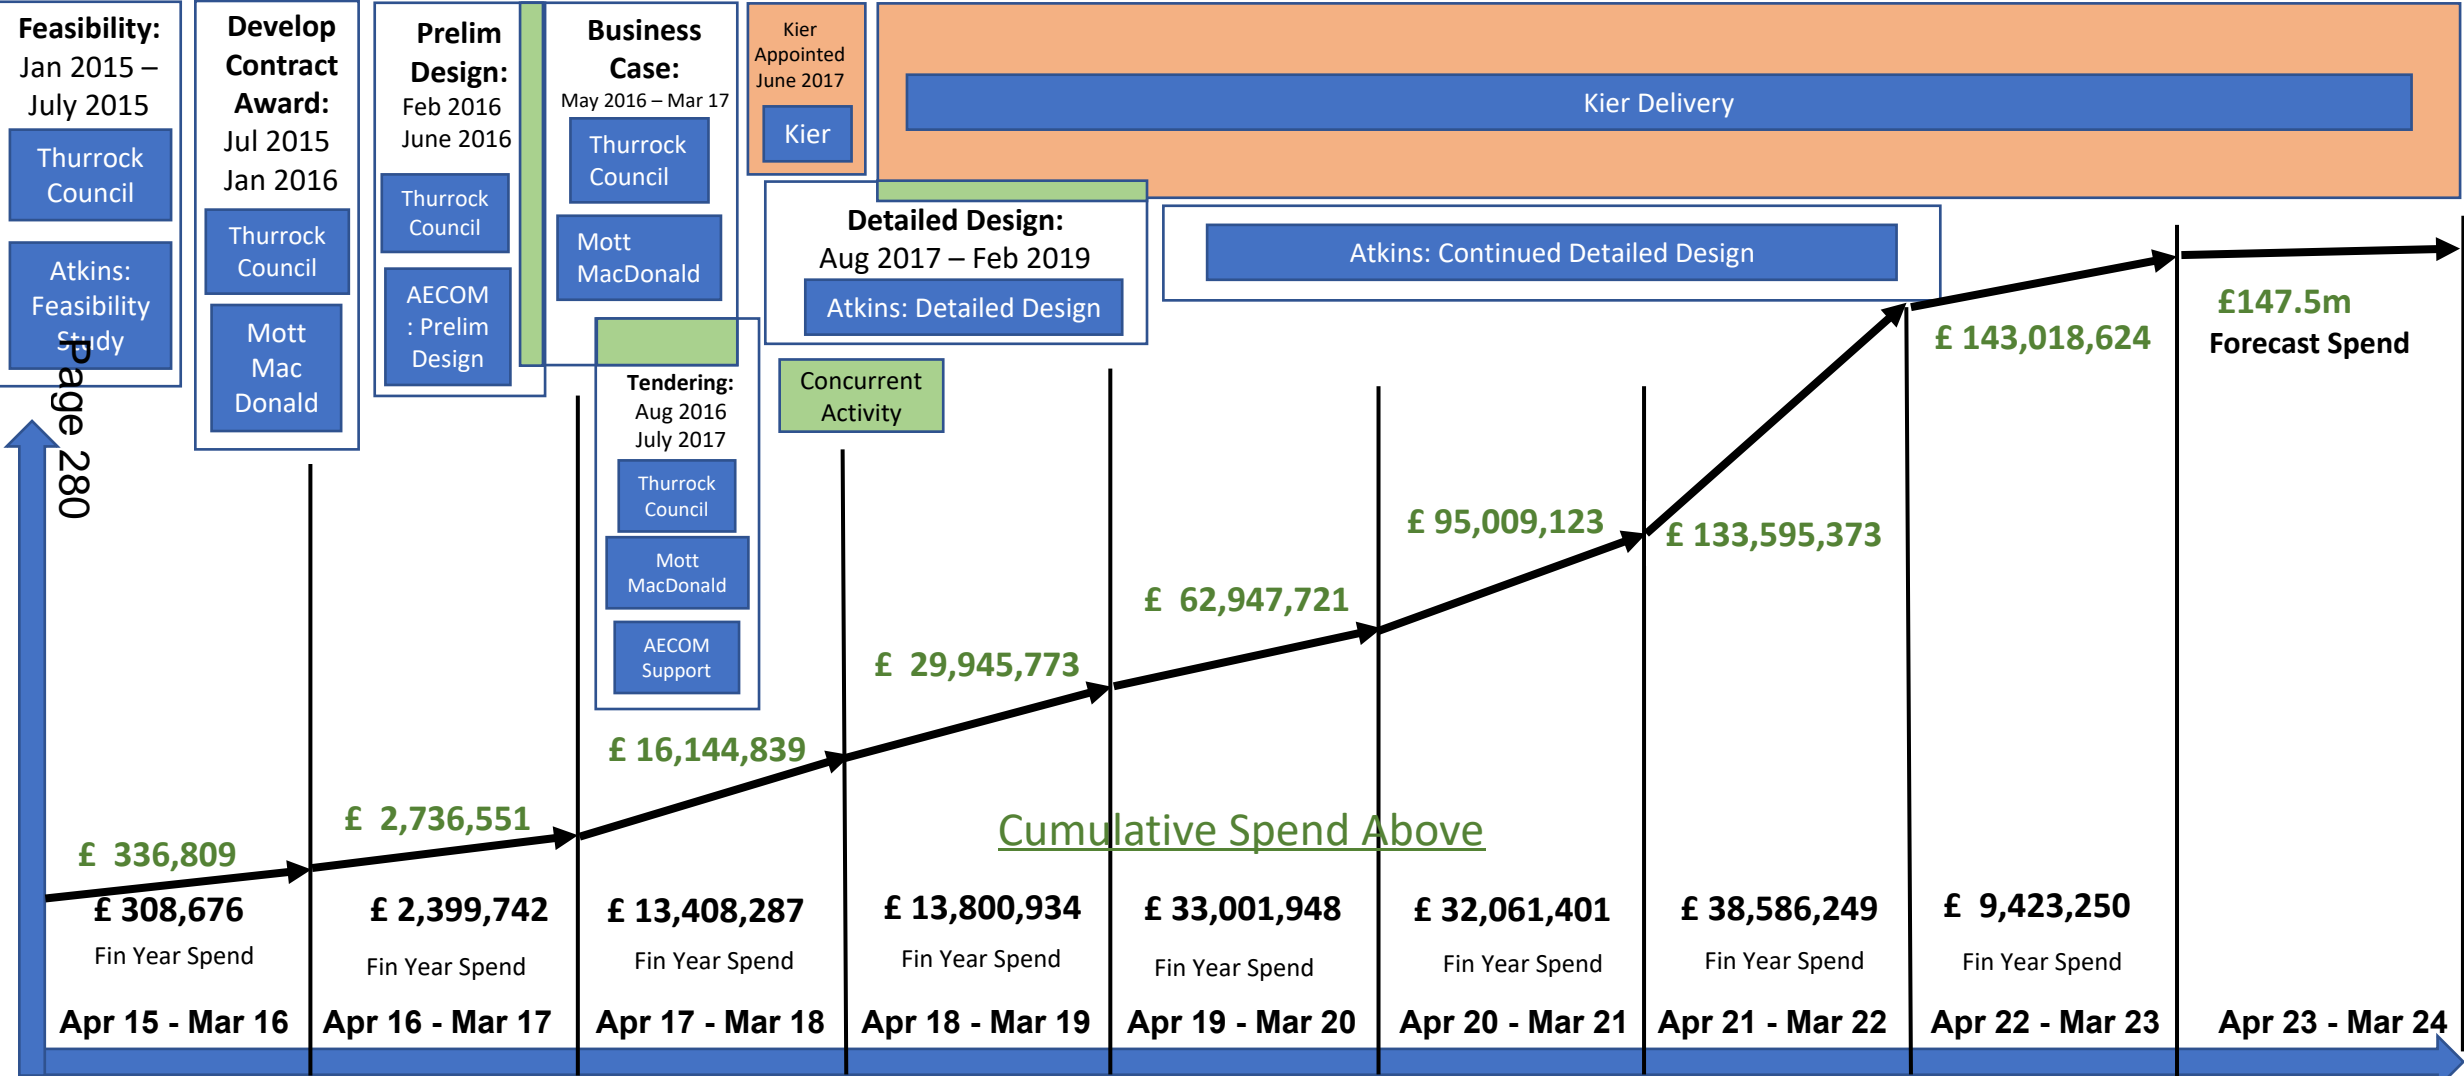 Feasibility:
Jan 2015 –
July 2015
Thurrock
Council
Atkins:
Feasibility
Study
Page 280
Develop
Contract
Award:
Jul 2015
Jan 2016
Thurrock
Council
Mott
Mac
Donald
Prelim
Design:
Feb 2016
June 2016
Thurrock
Council
AECOM
: Prelim
Design
Business
Case:
May 2016 – Mar 17
Thurrock
Council
Mott
MacDonald
Tendering:
Aug 2016
July 2017
Thurrock
Council
Mott
MacDonald
AECOM
Support
Kier
Appointed
June 2017
Kier
Kier Delivery
Detailed Design:
Aug 2017 – Feb 2019
Atkins: Detailed Design
Atkins: Continued Detailed Design
Concurrent
Activity
£ 336,809
£ 2,736,551
£ 16,144,839
£ 29,945,773
£ 62,947,721
£ 95,009,123
£ 133,595,373
£ 143,018,624
£147.5m
Forecast Spend
Cumulative Spend Above
£ 308,676
Fin Year Spend
£ 2,399,742
Fin Year Spend
£ 13,408,287
Fin Year Spend
£ 13,800,934
Fin Year Spend
£ 33,001,948
Fin Year Spend
£ 32,061,401
Fin Year Spend
£ 38,586,249
Fin Year Spend
£ 9,423,250
Fin Year Spend
Apr 15 - Mar 16
Apr 16 - Mar 17
Apr 17 - Mar 18
Apr 18 - Mar 19
Apr 19 - Mar 20
Apr 20 - Mar 21
Apr 21 - Mar 22
Apr 22 - Mar 23
Apr 23 - Mar 24